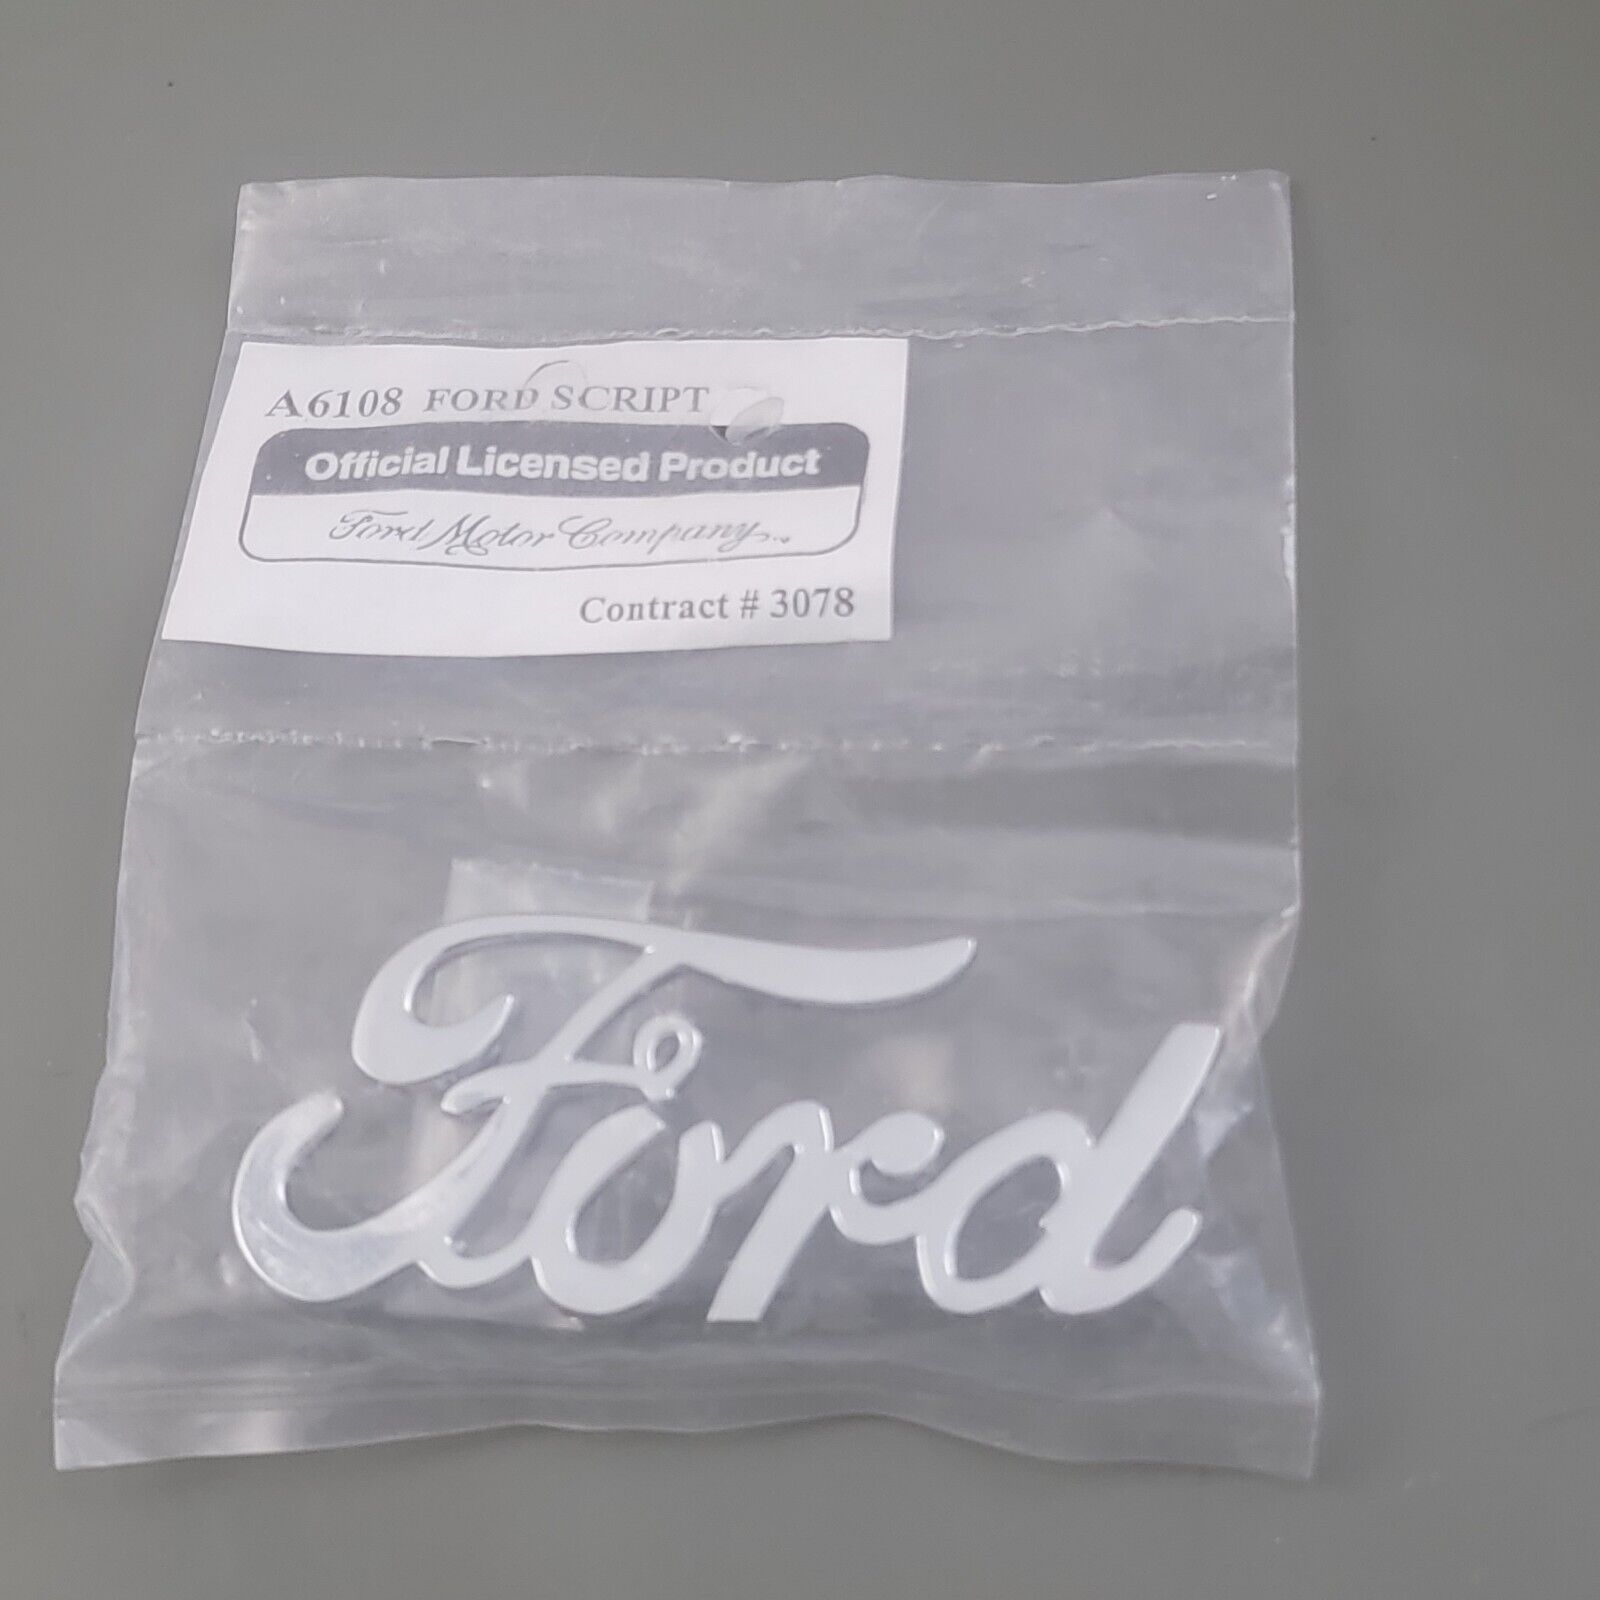 A6108 FORD SCRIPT
Official Licensed Product
Ford Motor Company
Contract # 3078
Ford